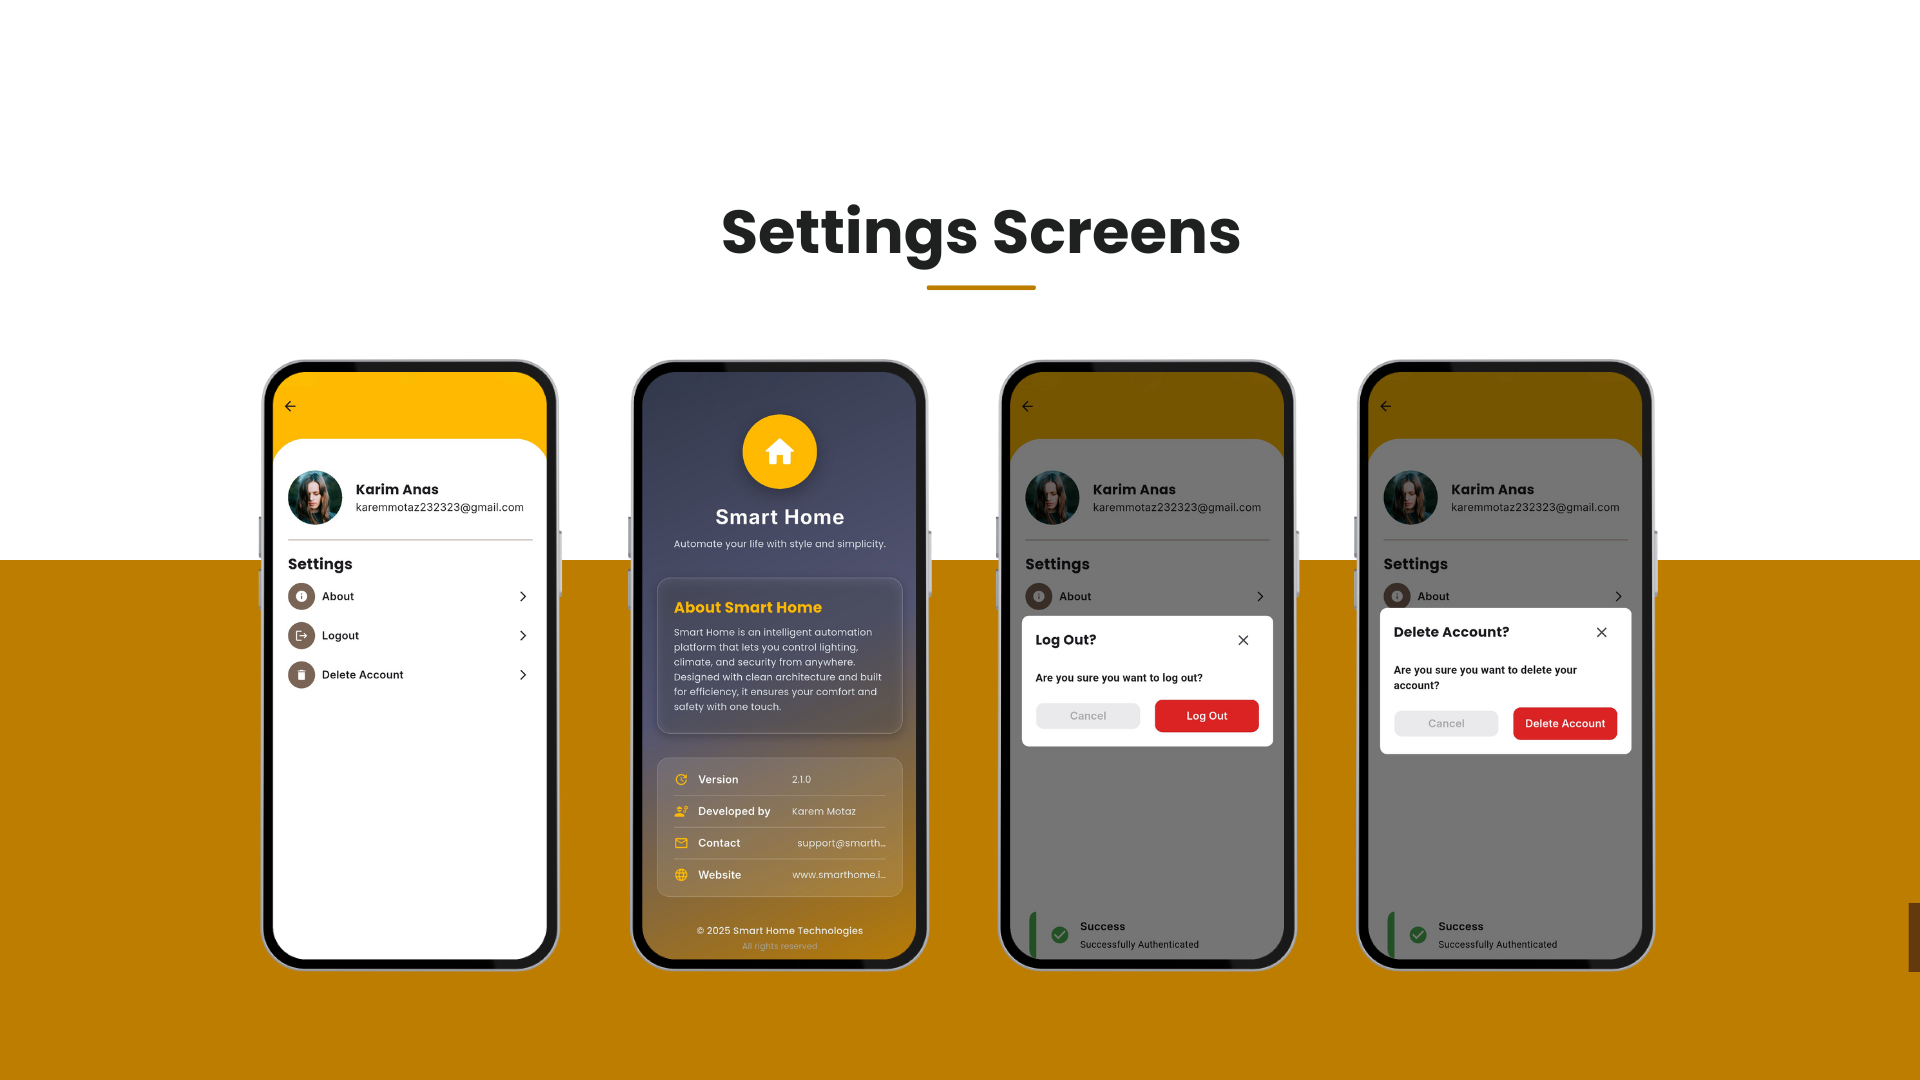 Settings Screens
Karim Anas
karemmotaz232323@gmail.com
Settings
About
Logout
Delete Account
Smart Home
Automate your life with style and simplicity.
About Smart Home
Smart Home is an intelligent automation
platform that lets you control lighting,
climate, and security from anywhere.
Designed with clean architecture and built
for efficiency, it ensures your comfort and
safety with one touch.
Version 2.1.0
Developed by Karem Motaz
Contact support@smarth...
Website www.smarthome.i...
© 2025 Smart Home Technologies
All rights reserved
Karim Anas
karemmotaz232323@gmail.com
Settings
About
Log Out?
Are you sure you want to log out?
Cancel Log Out
Success
Successfully Authenticated
Karim Anas
karemmotaz232323@gmail.com
Settings
About
Delete Account?
Are you sure you want to delete your
account?
Cancel Delete Account
Success
Successfully Authenticated